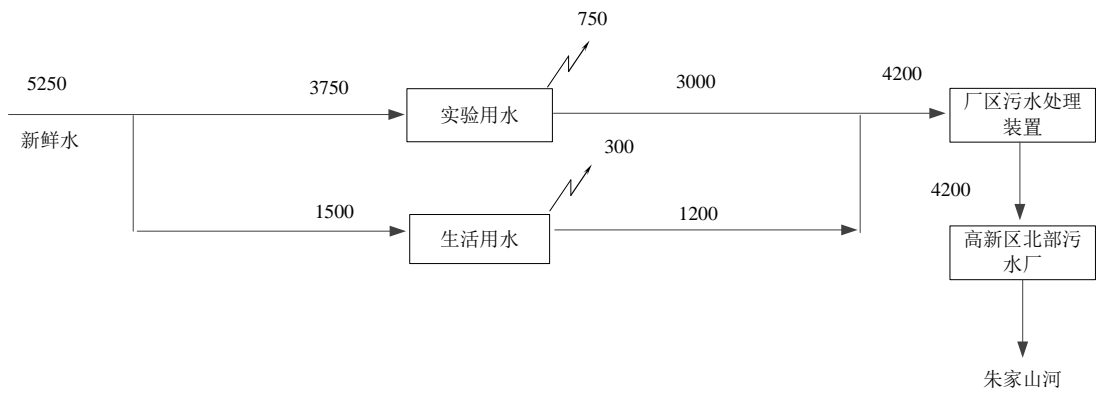 750
5250
3750
3000
4200
实验用水
厂区污水处理
装置
新鲜水
300
4200
1500
1200
生活用水
高新区北部污
水厂
朱家山河